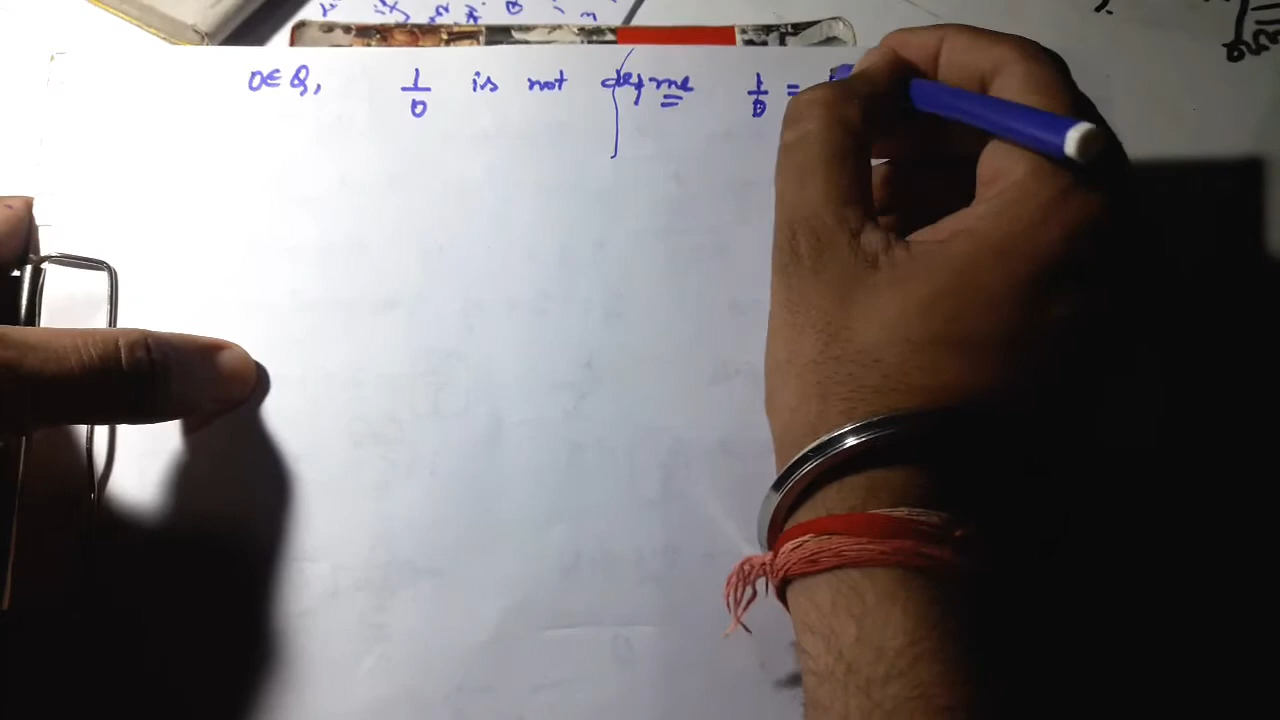 0 ∈ Q, 1/0 is not define 1/0 =